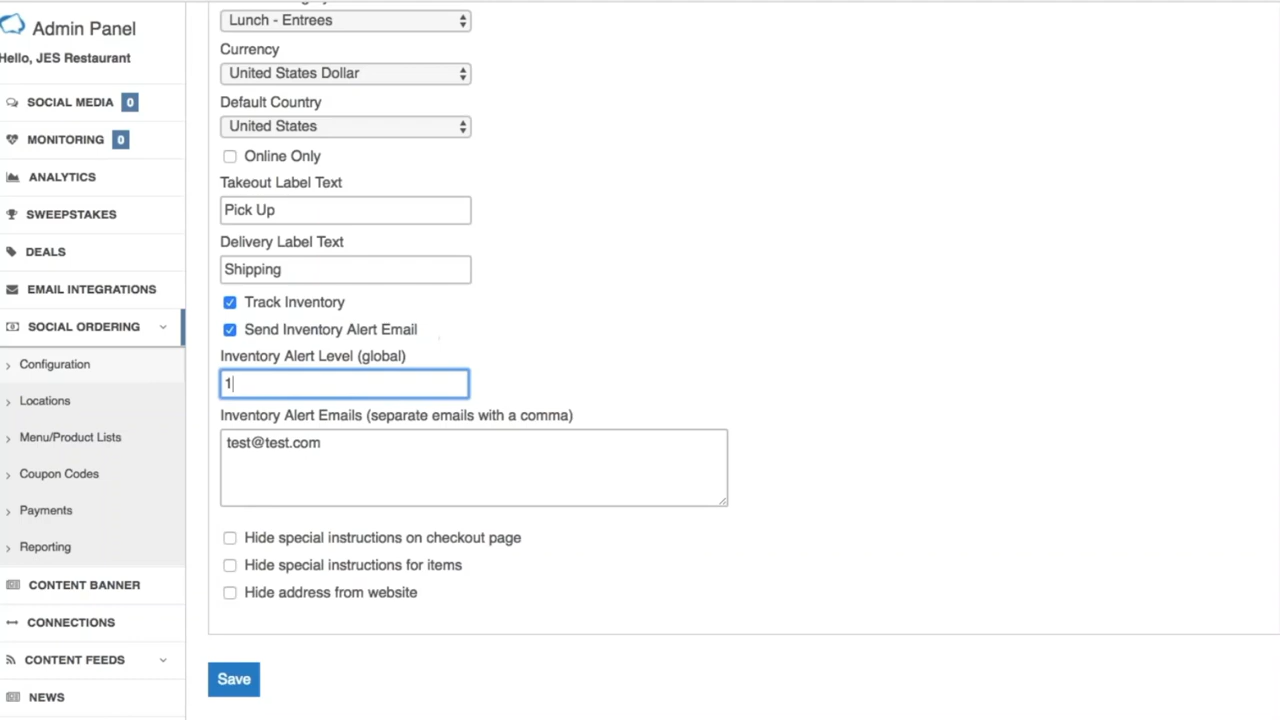 Admin Panel
Hello, JES Restaurant
SOCIAL MEDIA 0
MONITORING 0
ANALYTICS
SWEEPSTAKES
DEALS
EMAIL INTEGRATIONS
SOCIAL ORDERING
Configuration
Locations
Menu/Product Lists
Coupon Codes
Payments
Reporting
CONTENT BANNER
CONNECTIONS
CONTENT FEEDS
NEWS
Lunch - Entrees
Currency
United States Dollar
Default Country
United States
Online Only
Takeout Label Text
Pick Up
Delivery Label Text
Shipping
Track Inventory
Send Inventory Alert Email
Inventory Alert Level (global)
1
Inventory Alert Emails (separate emails with a comma)
test@test.com
Hide special instructions on checkout page
Hide special instructions for items
Hide address from website
Save